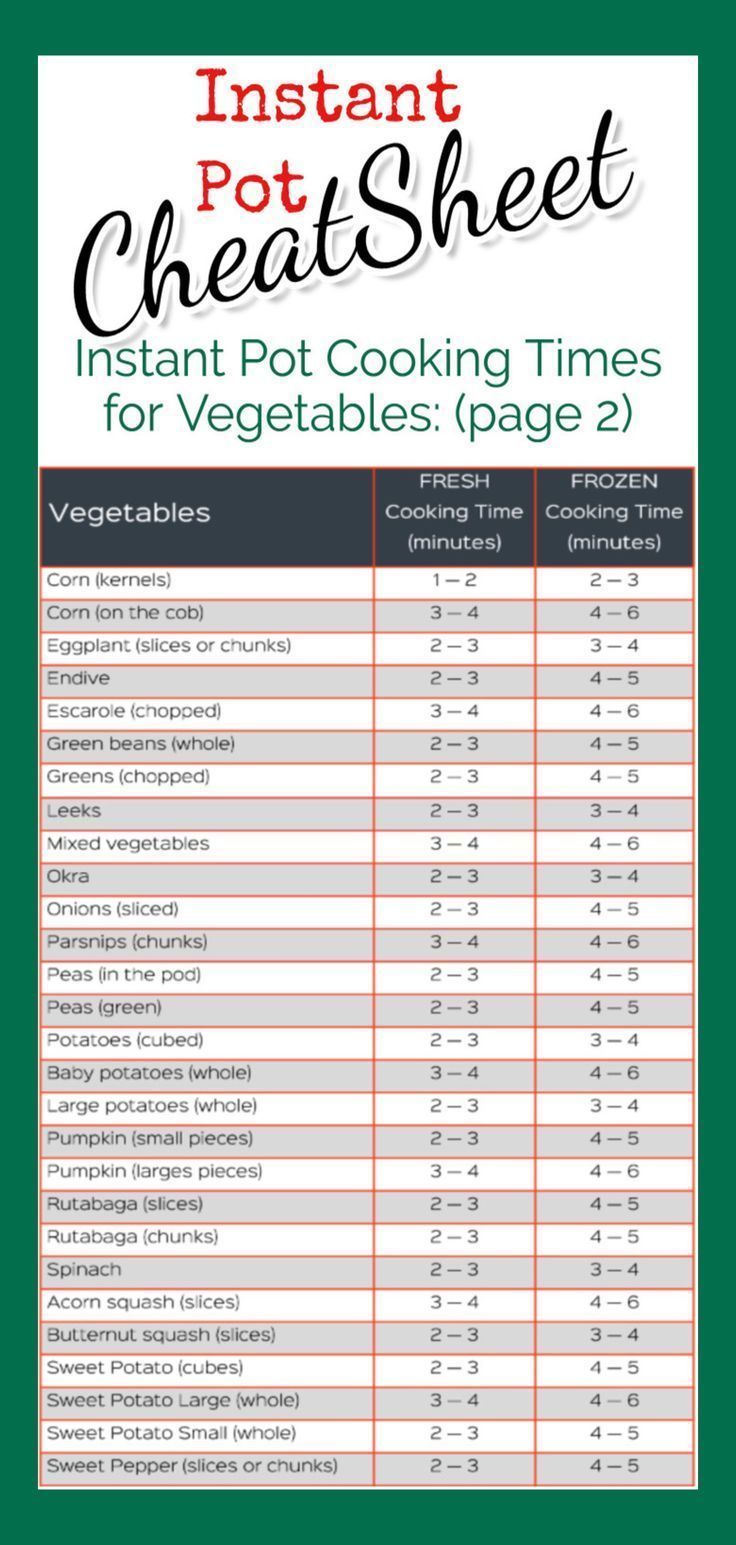 Instant
Pot
CheatSheet
Instant Pot Cooking Times
for Vegetables: (page 2)
Vegetables
FRESH
Cooking Time
(minutes)
FROZEN
Cooking Time
(minutes)
Corn (kernels) 1 – 2 2 – 3
Corn (on the cob) 3 – 4 4 – 6
Eggplant (slices or chunks) 2 – 3 3 – 4
Endive 2 – 3 4 – 5
Escarole (chopped) 3 – 4 4 – 6
Green beans (whole) 2 – 3 4 – 5
Greens (chopped) 2 – 3 4 – 5
Leeks 2 – 3 3 – 4
Mixed vegetables 3 – 4 4 – 6
Okra 2 – 3 3 – 4
Onions (sliced) 2 – 3 4 – 5
Parsnips (chunks) 3 – 4 4 – 6
Peas (in the pod) 2 – 3 4 – 5
Peas (green) 2 – 3 4 – 5
Potatoes (cubed) 2 – 3 3 – 4
Baby potatoes (whole) 3 – 4 4 – 6
Large potatoes (whole) 2 – 3 3 – 4
Pumpkin (small pieces) 2 – 3 4 – 5
Pumpkin (larges pieces) 3 – 4 4 – 6
Rutabaga (slices) 2 – 3 4 – 5
Rutabaga (chunks) 2 – 3 4 – 5
Spinach 2 – 3 3 – 4
Acorn squash (slices) 3 – 4 4 – 6
Butternut squash (slices) 2 – 3 3 – 4
Sweet Potato (cubes) 2 – 3 4 – 5
Sweet Potato Large (whole) 3 – 4 4 – 6
Sweet Potato Small (whole) 2 – 3 4 – 5
Sweet Pepper (slices or chunks) 2 – 3 4 – 5